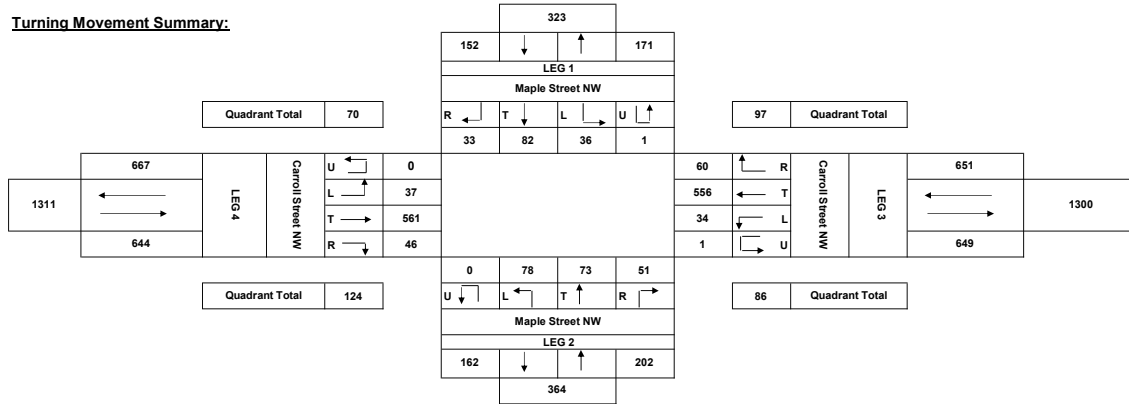 Turning Movement Summary:
323
152 171
LEG 1
Maple Street NW
Quadrant Total 70
R T L U
97 Quadrant Total
33 82 36 1
667
U 0
60 R
651
1311
LEG 4
Carroll Street NW
L 37
556 T
Carroll Street NW
LEG 3
1300
T 561
34 L
644
R 46
1 U
649
0 78 73 51
Quadrant Total 124
U L T R
86 Quadrant Total
Maple Street NW
LEG 2
162 202
364